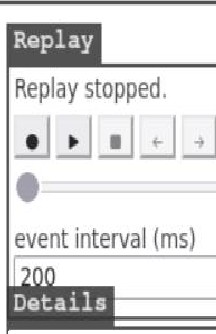 Replay
Replay stopped.
event interval (ms)
200
Details